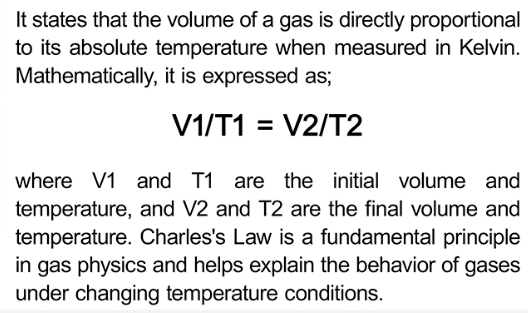 It states that the volume of a gas is directly proportional
to its absolute temperature when measured in Kelvin.
Mathematically, it is expressed as;
V1/T1 = V2/T2
where V1 and T1 are the initial volume and
temperature, and V2 and T2 are the final volume and
temperature. Charles's Law is a fundamental principle
in gas physics and helps explain the behavior of gases
under changing temperature conditions.